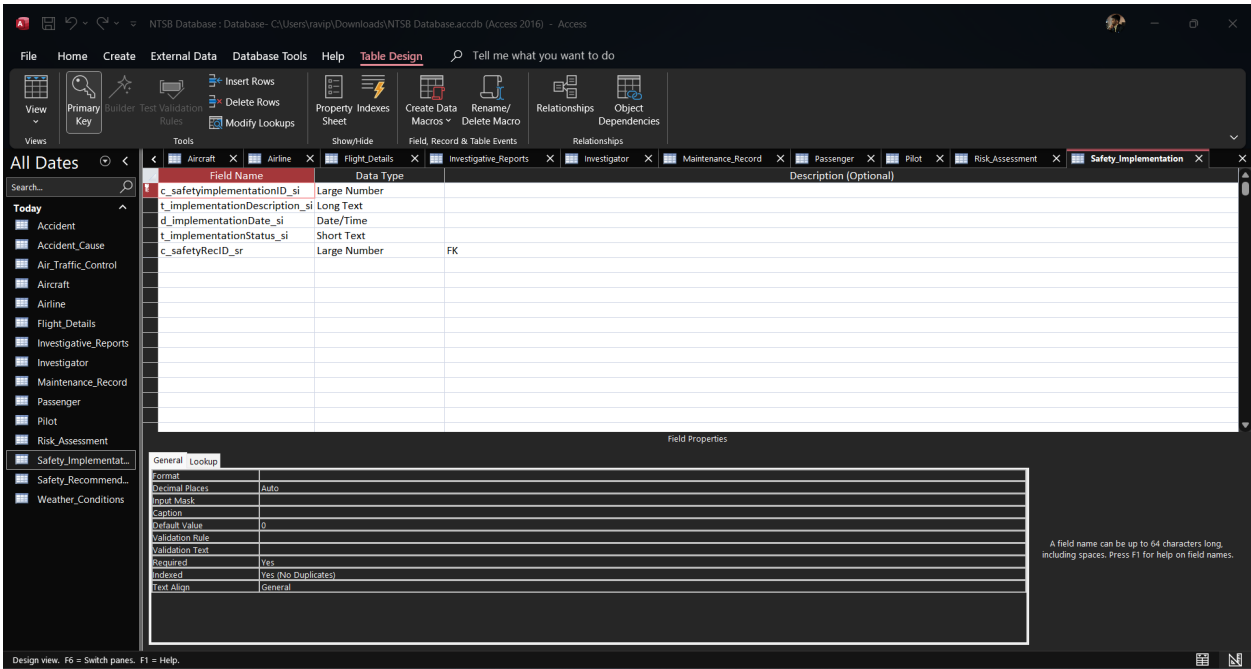 NTSB Database : Database- C:\Users\ravip\Downloads\NTSB Database.accdb (Access 2016) - Access
File Home Create External Data Database Tools Help Table Design Tell me what you want to do
View
Primary Key
Builder
Test Validation Rules
Insert Rows
Delete Rows
Modify Lookups
Property Sheet
Indexes
Create Data Macros
Rename/ Delete Macro
Relationships
Object Dependencies
Views Tools Show/Hide Field, Record & Table Events Relationships
All Dates
Search...
Today
Accident
Accident_Cause
Air_Traffic_Control
Aircraft
Airline
Flight_Details
Investigative_Reports
Investigator
Maintenance_Record
Passenger
Pilot
Risk_Assessment
Safety_Implementat...
Safety_Recommend...
Weather_Conditions
Aircraft Airline Flight_Details Investigative_Reports Investigator Maintenance_Record Passenger Pilot Risk_Assessment Safety_Implementation
Field Name Data Type Description (Optional)
c_safetyimplementationID_si Large Number
t_implementationDescription_si Long Text
d_implementationDate_si Date/Time
t_implementationStatus_si Short Text
c_safetyRecID_sr Large Number FK
Field Properties
General Lookup
Format
Decimal Places Auto
Input Mask
Caption
Default Value 0
Validation Rule
Validation Text
Required Yes
Indexed Yes (No Duplicates)
Text Align General
A field name can be up to 64 characters long,
including spaces. Press F1 for help on field names.
Design view. F6 = Switch panes. F1 = Help.